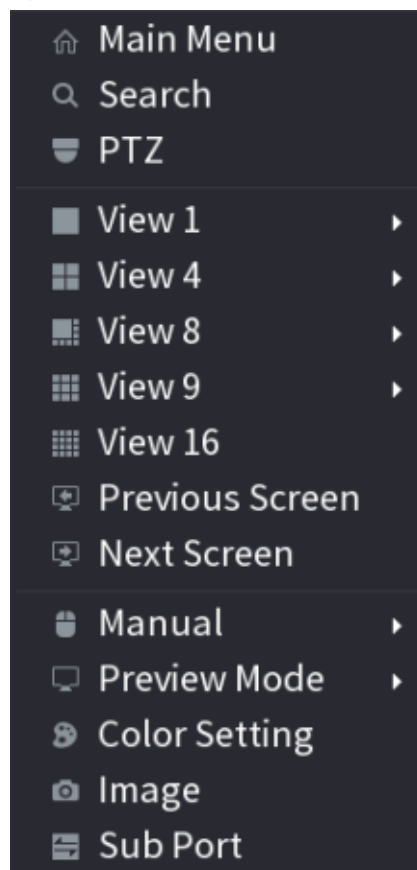 Main Menu
Search
PTZ
View 1
View 4
View 8
View 9
View 16
Previous Screen
Next Screen
Manual
Preview Mode
Color Setting
Image
Sub Port